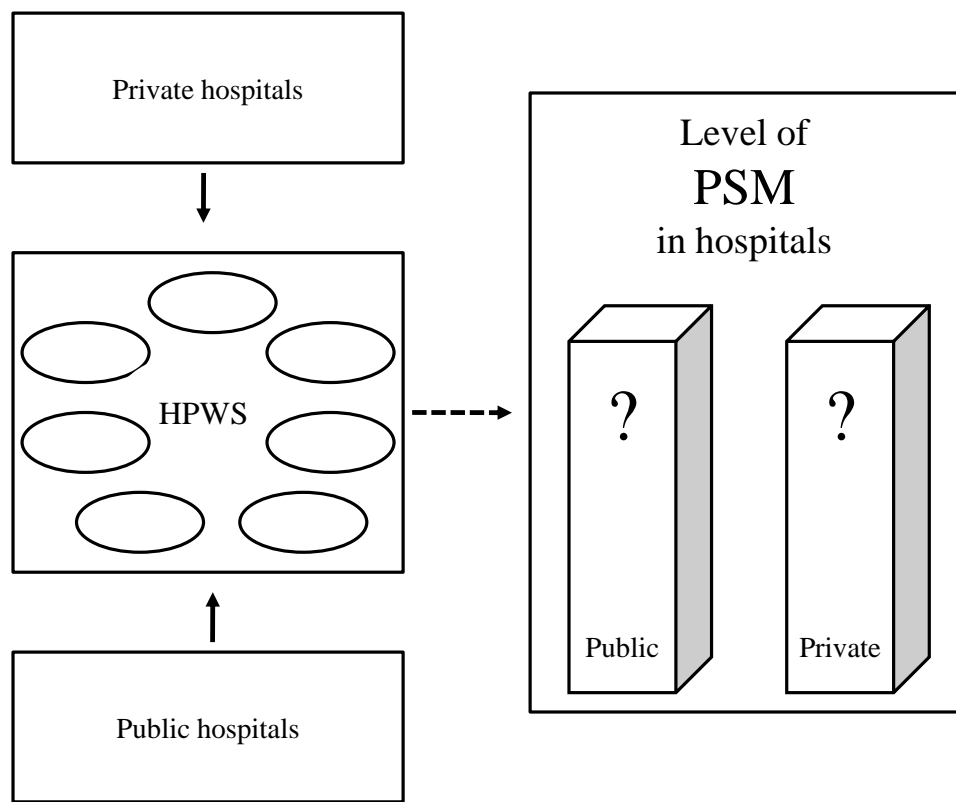 Private hospitals
HPWS
Public hospitals
Level of
PSM
in hospitals
?
?
Public
Private